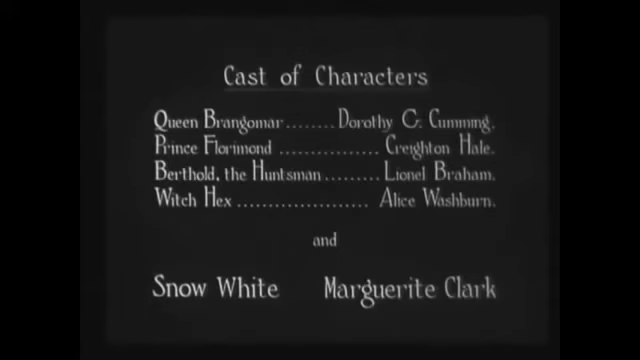 Cast of Characters
Queen Brangomar........Dorothy G. Cumming.
Prince Florimond ................ Creighton Hale.
Berthold, the Huntsman......... Lionel Braham.
Witch Hex ..................... Alice Washburn.
and
Snow White Marguerite Clark